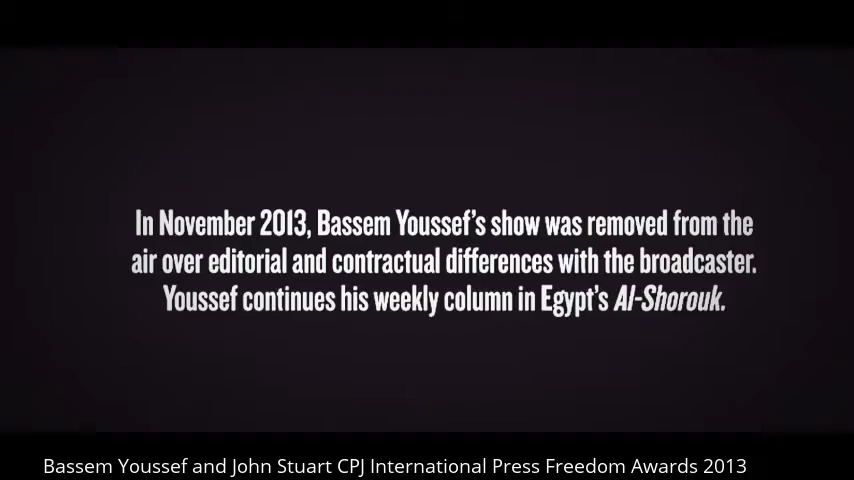 In November 2013, Bassem Youssef's show was removed from the
air over editorial and contractual differences with the broadcaster.
Youssef continues his weekly column in Egypt's Al-Shorouk.
Bassem Youssef and John Stuart CPJ International Press Freedom Awards 2013